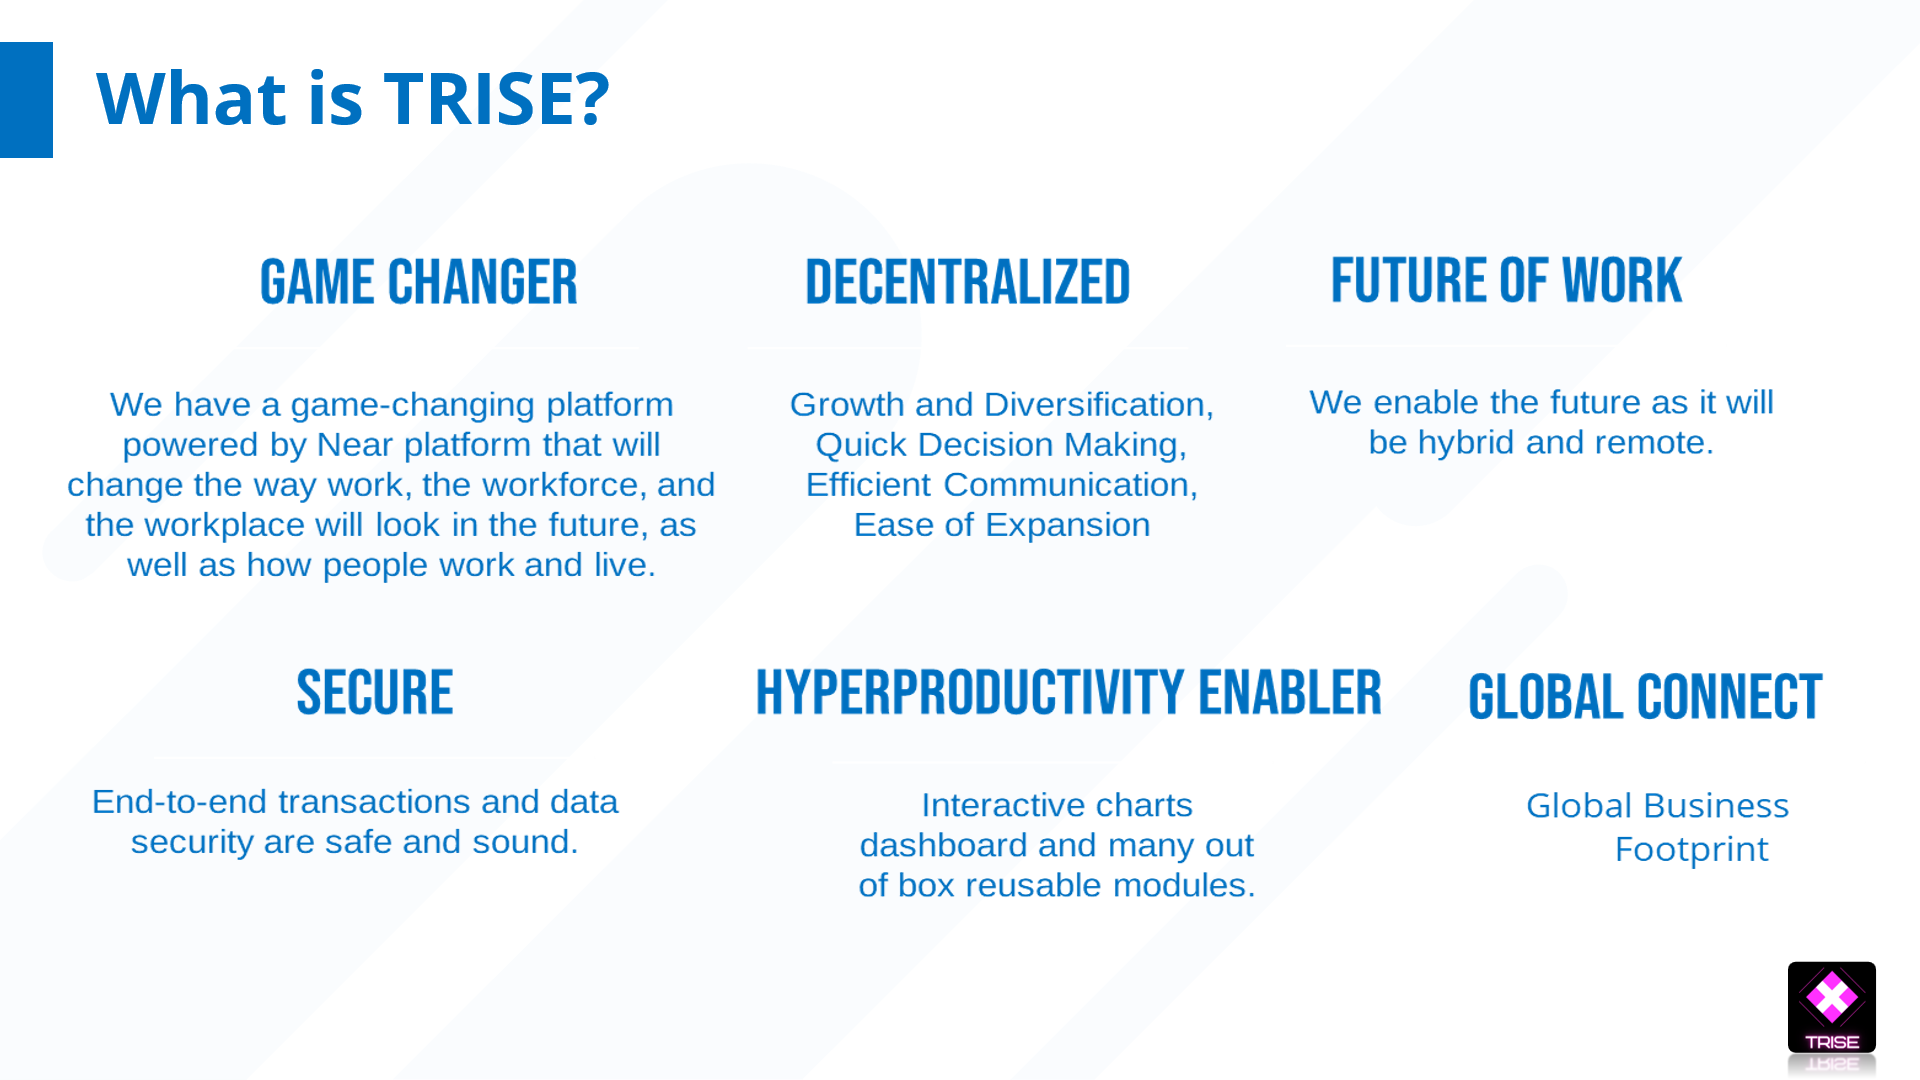 What is TRISE?
GAME CHANGER
We have a game-changing platform
powered by Near platform that will
change the way work, the workforce, and
the workplace will look in the future, as
well as how people work and live.
DECENTRALIZED
Growth and Diversification,
Quick Decision Making,
Efficient Communication,
Ease of Expansion
FUTURE OF WORK
We enable the future as it will
be hybrid and remote.
SECURE
End-to-end transactions and data
security are safe and sound.
HYPERPRODUCTIVITY ENABLER
Interactive charts
dashboard and many out
of box reusable modules.
GLOBAL CONNECT
Global Business
Footprint
TRISE